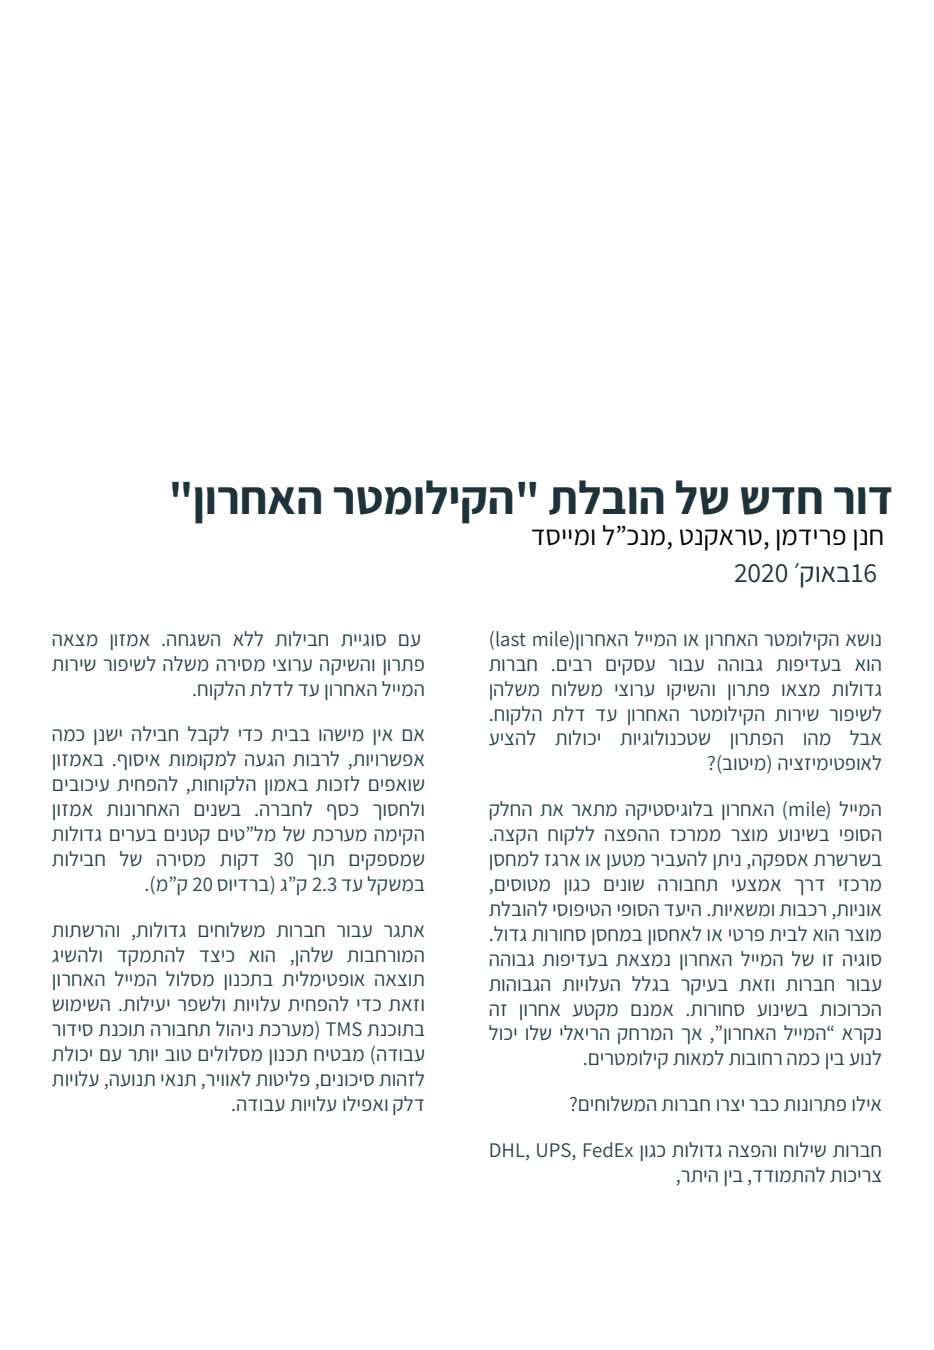 דור חדש של הובלת "הקילומטר האחרון"
חנן פרידמן ,טראקנט ,מנכ”ל ומייסד
16באוק׳ 2020
נושא הקילומטר האחרון או המייל האחרון(last mile)
הוא בעדיפות גבוהה עבור עסקים רבים. חברות
גדולות מצאו פתרון והשיקו ערוצי משלוח משלהן
לשיפור שירות הקילומטר האחרון עד דלת הלקוח.
אבל מהו הפתרון שטכנולוגיות יכולות להציע
לאופטימיזציה (מיטוב)?
המייל (mile) האחרון בלוגיסטיקה מתאר את החלק
הסופי בשינוע מוצר ממרכז ההפצה ללקוח הקצה.
בשרשרת אספקה, ניתן להעביר מטען או ארגז למחסן
מרכזי דרך אמצעי תחבורה שונים כגון מטוסים,
אוניות, רכבות ומשאיות. היעד הסופי הטיפוסי להובלת
מוצר הוא לבית פרטי או לאחסון במחסן סחורות גדול.
סוגיה זו של המייל האחרון נמצאת בעדיפות גבוהה
עבור חברות וזאת בעיקר בגלל העלויות הגבוהות
הכרוכות בשינוע סחורות. אמנם מקטע אחרון זה
נקרא “המייל האחרון”, אך המרחק הריאלי שלו יכול
לנוע בין כמה רחובות למאות קילומטרים.
אילו פתרונות כבר יצרו חברות המשלוחים?
חברות שילוח והפצה גדולות כגון DHL, UPS, FedEx
צריכות להתמודד, בין היתר,
עם סוגיית חבילות ללא השגחה. אמזון מצאה
פתרון והשיקה ערוצי מסירה משלה לשיפור שירות
המייל האחרון עד לדלת הלקוח.
אם אין מישהו בבית כדי לקבל חבילה ישנן כמה
אפשרויות, לרבות הגעה למקומות איסוף. באמזון
שואפים לזכות באמון הלקוחות, להפחית עיכובים
ולחסוך כסף לחברה. בשנים האחרונות אמזון
הקימה מערכת של מל”טים קטנים בערים גדולות
שמספקים תוך 30 דקות מסירה של חבילות
במשקל עד 2.3 ק”ג (ברדיוס 20 ק”מ).
אתגר עבור חברות משלוחים גדולות, והרשתות
המורחבות שלהן, הוא כיצד להתמקד ולהשיג
תוצאה אופטימלית בתכנון מסלול המייל האחרון
וזאת כדי להפחית עלויות ולשפר יעילות. השימוש
בתוכנת TMS (מערכת ניהול תחבורה תוכנת סידור
עבודה) מבטיח תכנון מסלולים טוב יותר עם יכולת
לזהות סיכונים, פליטות לאוויר, תנאי תנועה, עלויות
דלק ואפילו עלויות עבודה.